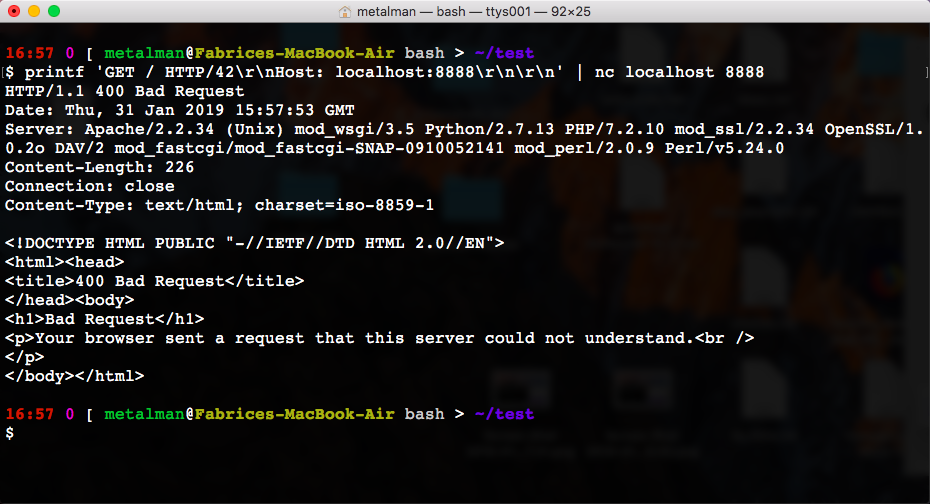 metalman — bash — ttys001 — 92×25
16:57 0 [ metalman@Fabrices-MacBook-Air bash > ~/test
$ printf 'GET / HTTP/42\r\nHost: localhost:8888\r\n\r\n' | nc localhost 8888
HTTP/1.1 400 Bad Request
Date: Thu, 31 Jan 2019 15:57:53 GMT
Server: Apache/2.2.34 (Unix) mod_wsgi/3.5 Python/2.7.13 PHP/7.2.10 mod_ssl/2.2.34 OpenSSL/1.
0.2o DAV/2 mod_fastcgi/mod_fastcgi-SNAP-0910052141 mod_perl/2.0.9 Perl/v5.24.0
Content-Length: 226
Connection: close
Content-Type: text/html; charset=iso-8859-1
<!DOCTYPE HTML PUBLIC "-//IETF//DTD HTML 2.0//EN">
<html><head>
<title>400 Bad Request</title>
</head><body>
<h1>Bad Request</h1>
<p>Your browser sent a request that this server could not understand.<br />
</p>
</body></html>
16:57 0 [ metalman@Fabrices-MacBook-Air bash > ~/test
$